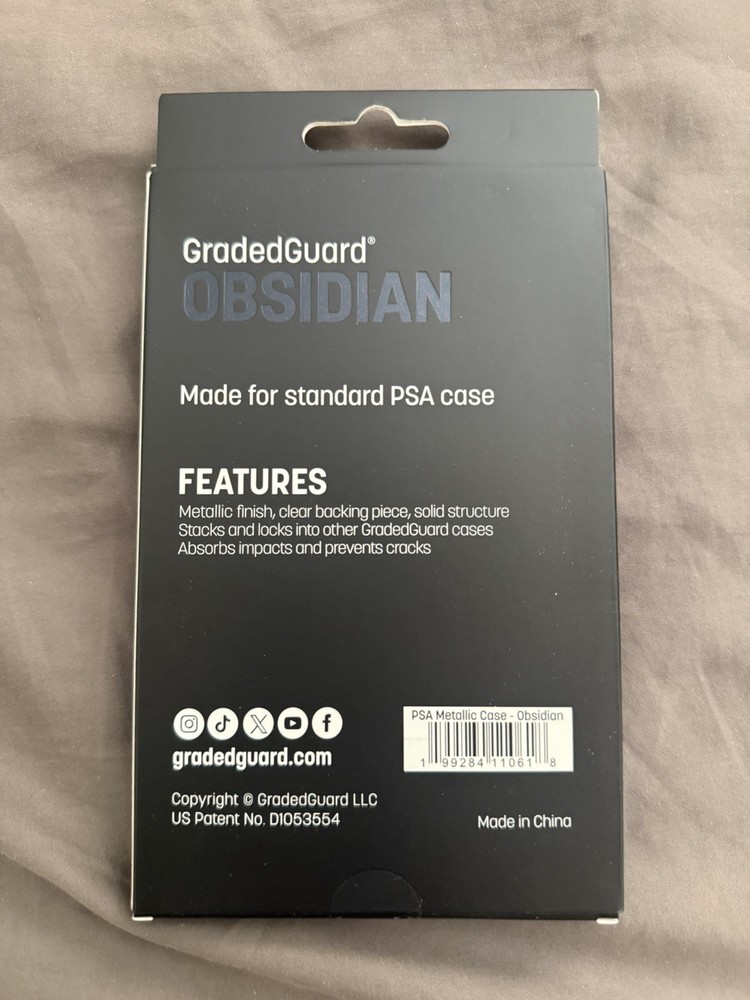 GradedGuard®
OBSIDIAN
Made for standard PSA case
FEATURES
Metallic finish, clear backing piece, solid structure
Stacks and locks into other GradedGuard cases
Absorbs impacts and prevents cracks
gradedguard.com
PSA Metallic Case - Obsidian
1 99284 11061 8
Copyright © GradedGuard LLC
US Patent No. D1053554
Made in China